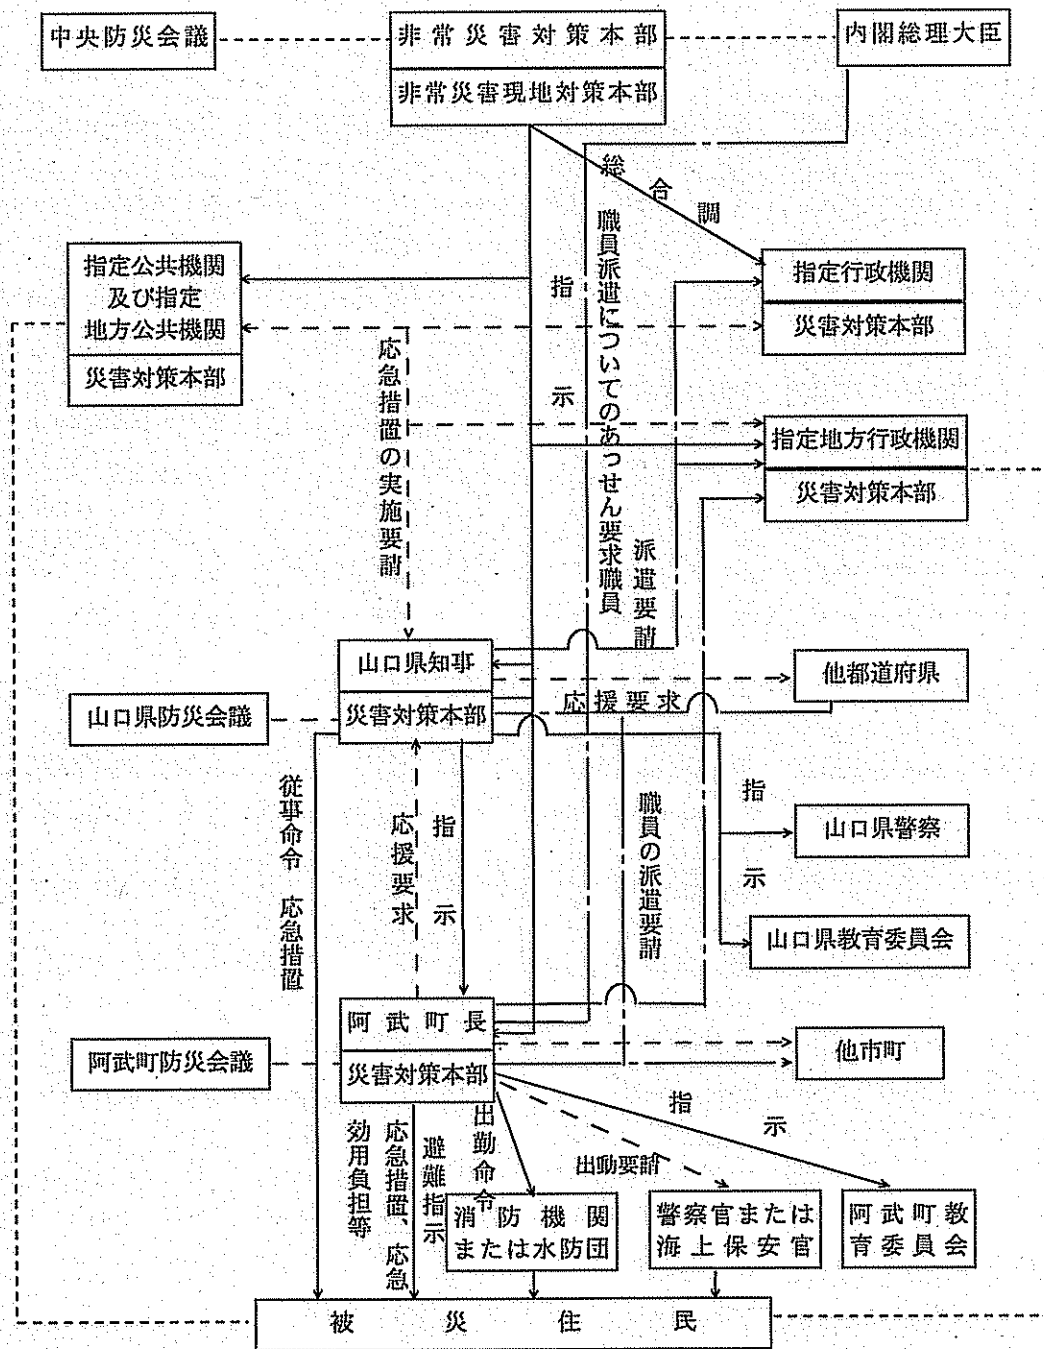 中央防災会議
非常災害対策本部
内閣総理大臣
非常災害現地対策本部
総合調
指定公共機関
及び指定
地方公共機関
災害対策本部
指示
職員派遣についてのあっせん要求職員
指定行政機関
災害対策本部
応急措置の実施要請
指定地方行政機関
災害対策本部
派遣要請
山口県知事
災害対策本部
他都道府県
山口県防災会議
応援要求
従事命令 応急措置
応援要求
指示
職員の派遣要請
指示
山口県警察
山口県教育委員会
阿武町長
災害対策本部
阿武町防災会議
他市町
指示
出動要請
出勤命令
避難指示
応急措置、応急
効用負担等
消防機関
または水防団
警察官または
海上保安官
阿武町教
育委員会
被災住民